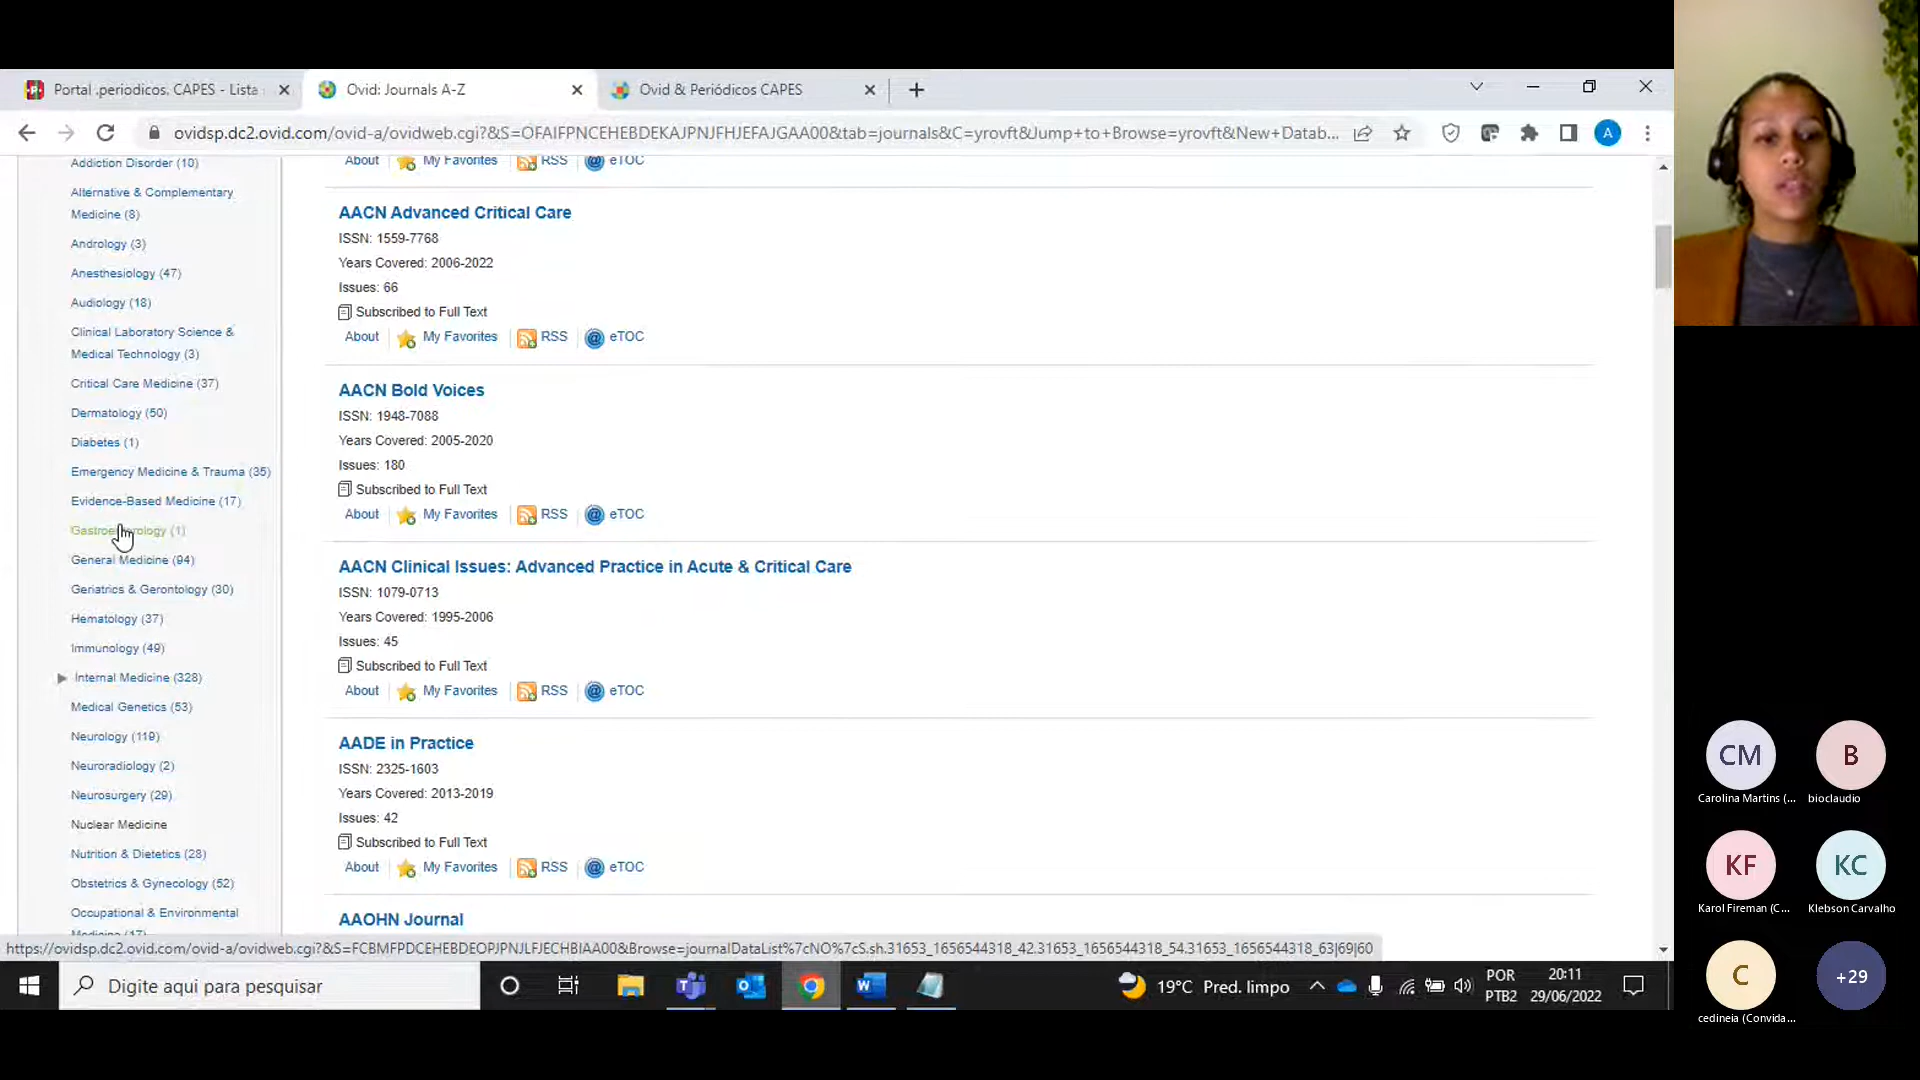 Portal .periodicos. CAPES - Lista
Ovid: Journals A-Z
Ovid & Periódicos CAPES
ovidsp.dc2.ovid.com/ovid-a/ovidweb.cgi?&S=OFAIFPNCEHEBDEKAJPNJFHJEFAJGAA00&tab=journals&C=yrovft&Jump+to+Browse=yrovft&New+Datab...
A
Addiction Disorder (10)
Alternative & Complementary
Medicine (8)
Andrology (3)
Anesthesiology (47)
Audiology (18)
Clinical Laboratory Science &
Medical Technology (3)
Critical Care Medicine (37)
Dermatology (50)
Diabetes (1)
Emergency Medicine & Trauma (35)
Evidence-Based Medicine (17)
(1)
General Medicine (94)
Geriatrics & Gerontology (30)
Hematology (37)
Immunology (49)
Internal Medicine (328)
Medical Genetics (53)
Neurology (119)
Neuroradiology (2)
Neurosurgery (29)
Nuclear Medicine
Nutrition & Dietetics (28)
Obstetrics & Gynecology (52)
Occupational & Environmental
About My Favorites RSS eTOC
AACN Advanced Critical Care
ISSN: 1559-7768
Years Covered: 2006-2022
Issues: 66
Subscribed to Full Text
About My Favorites RSS eTOC
AACN Bold Voices
ISSN: 1948-7088
Years Covered: 2005-2020
Issues: 180
Subscribed to Full Text
About My Favorites RSS eTOC
AACN Clinical Issues: Advanced Practice in Acute & Critical Care
ISSN: 1079-0713
Years Covered: 1995-2006
Issues: 45
Subscribed to Full Text
About My Favorites RSS eTOC
AADE in Practice
ISSN: 2325-1603
Years Covered: 2013-2019
Issues: 42
Subscribed to Full Text
About My Favorites RSS eTOC
AAOHN Journal
https://ovidsp.dc2.ovid.com/ovid-a/ovidweb.cgi?&S=FCBMFPDCEHEBDEOPJPNJLFJECHBIAA00&Browse=journalDataList%7cNO%7cS.sh.31653_1656544318_42.31653_1656544318_54.31653_1656544318_63|69|60
Digite aqui para pesquisar
19°C Pred. limpo
POR
PTB2
20:11
29/06/2022
CM
Carolina Martins (...
B
bioclaudio
KF
Karol Fireman (C...
KC
Klebson Carvalho
C
cedineia (Convida...
+29